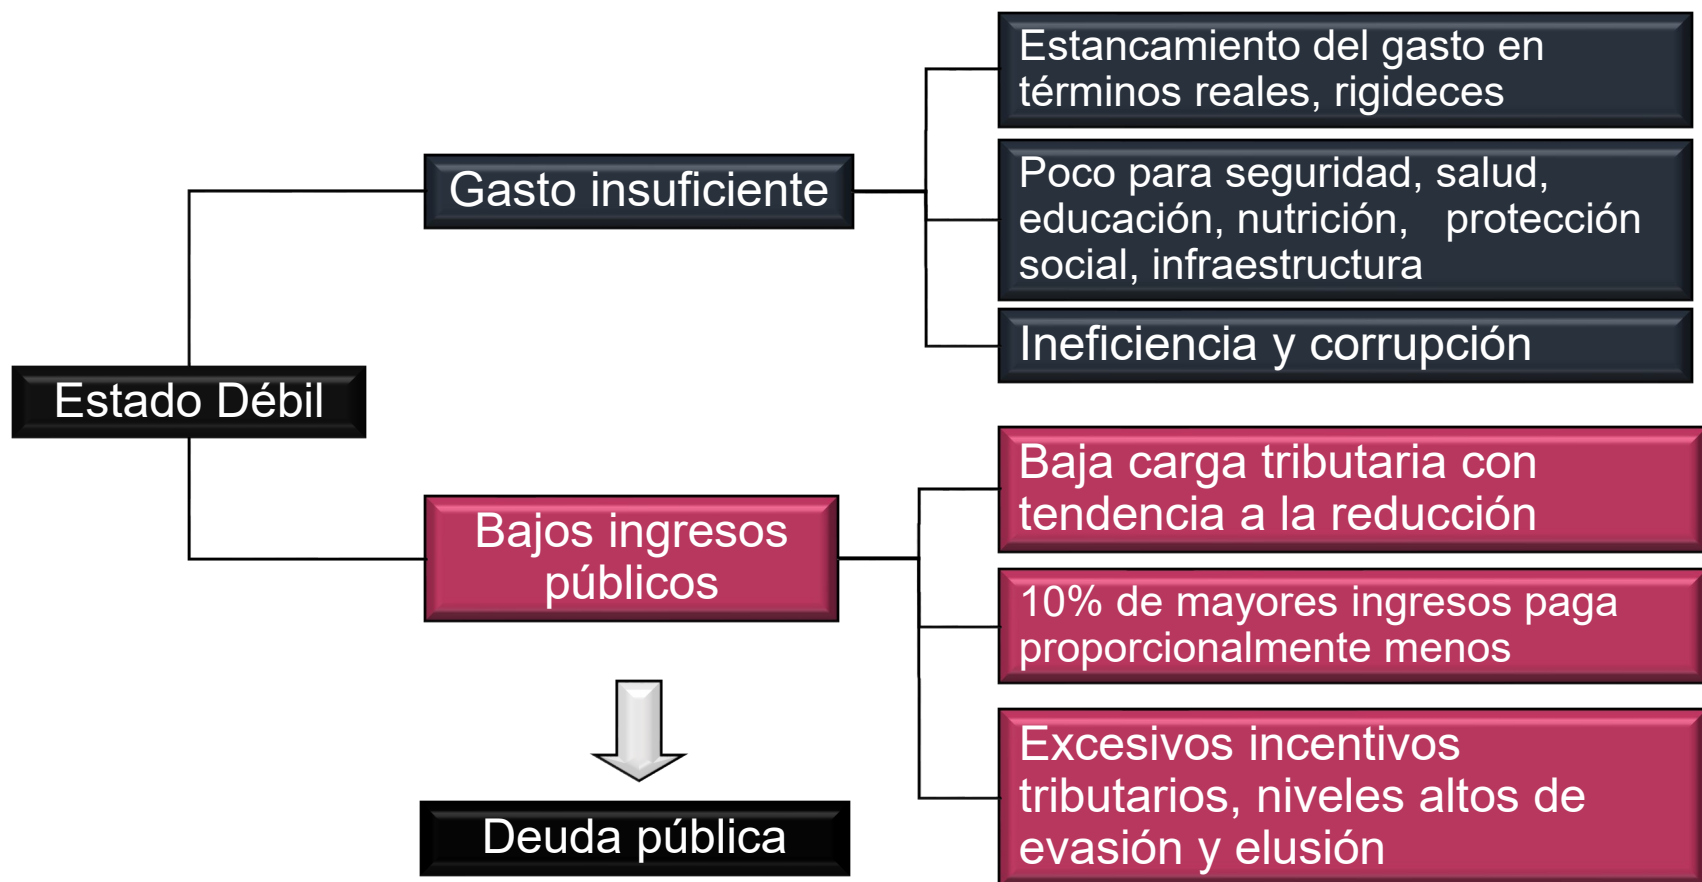 Estado Débil
Gasto insuficiente
Estancamiento del gasto en
términos reales, rigideces
Poco para seguridad, salud,
educación, nutrición, protección
social, infraestructura
Ineficiencia y corrupción
Bajos ingresos
públicos
Baja carga tributaria con
tendencia a la reducción
10% de mayores ingresos paga
proporcionalmente menos
Excesivos incentivos
tributarios, niveles altos de
evasión y elusión
Deuda pública